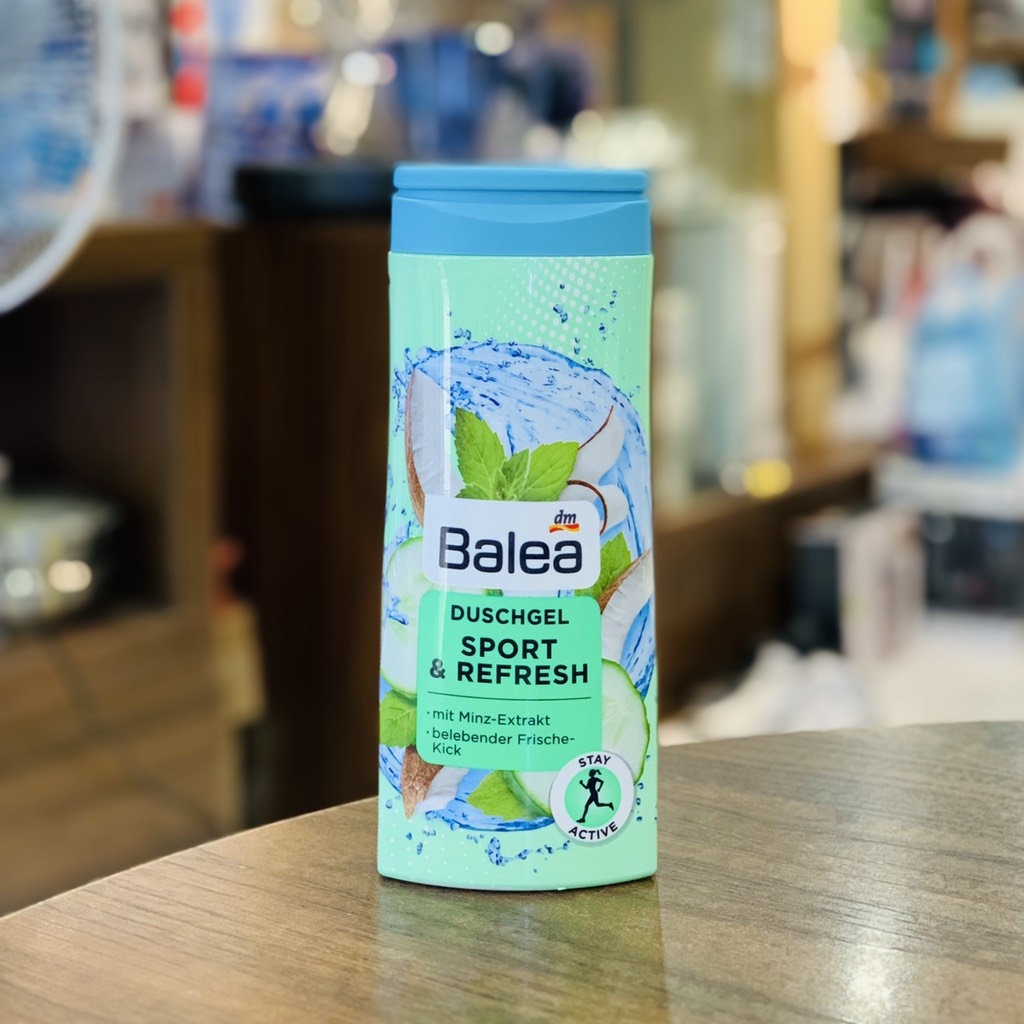 dm
Balea
DUSCHGEL
SPORT
& REFRESH
· mit Minz-Extrakt
· belebender Frische-
Kick
STAY
ACTIVE